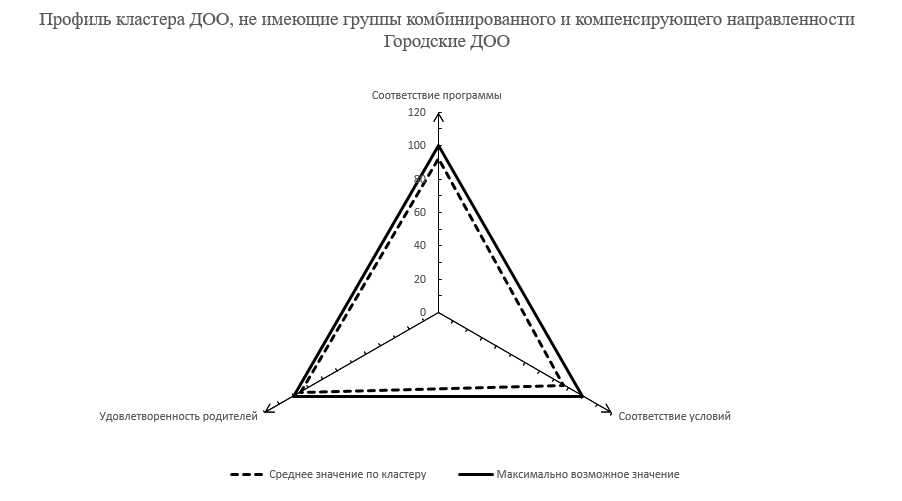 Профиль кластера ДОО, не имеющие группы комбинированного и компенсирующего направленности
Городские ДОО
Соответствие программы
120
100
80
60
40
20
0
Удовлетворенность родителей
Соответствие условий
Среднее значение по кластеру
Максимально возможное значение